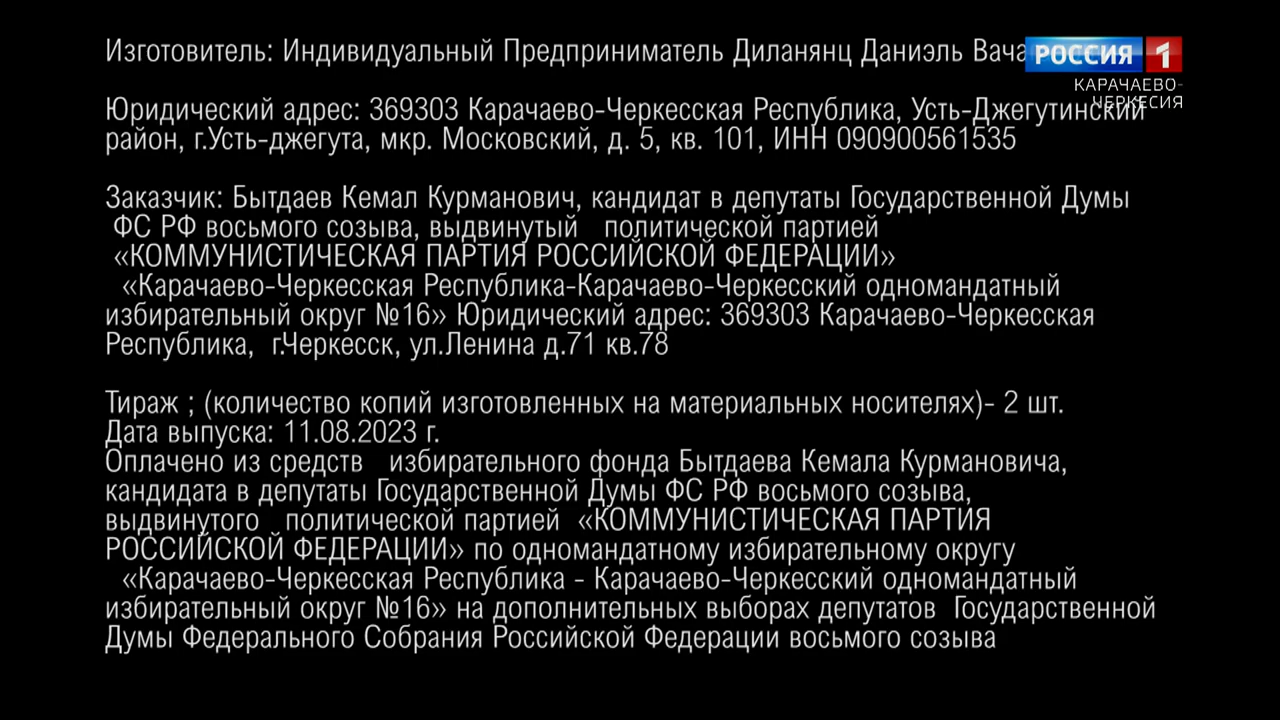 Изготовитель: Индивидуальный Предприниматель Диланянц Даниэль
РОССИЯ 1
КАРАЧАЕВО-
ЧЕРКЕСИЯ
Юридический адрес: 369303 Карачаево-Черкесская Республика, Усть-Джегутинский
район, г.Усть-джегута, мкр. Московский, д. 5, кв. 101, ИНН 090900561535
Заказчик: Бытдаев Кемал Курманович, кандидат в депутаты Государственной Думы
ФС РФ восьмого созыва, выдвинутый политической партией
«КОММУНИСТИЧЕСКАЯ ПАРТИЯ РОССИЙСКОЙ ФЕДЕРАЦИИ»
«Карачаево-Черкесская Республика-Карачаево-Черкесский одномандатный
избирательный округ №16» Юридический адрес: 369303 Карачаево-Черкесская
Республика, г.Черкесск, ул.Ленина д.71 кв.78
Тираж ; (количество копий изготовленных на материальных носителях)- 2 шт.
Дата выпуска: 11.08.2023 г.
Оплачено из средств избирательного фонда Бытдаева Кемала Курмановича,
кандидата в депутаты Государственной Думы ФС РФ восьмого созыва,
выдвинутого политической партией «КОММУНИСТИЧЕСКАЯ ПАРТИЯ
РОССИЙСКОЙ ФЕДЕРАЦИИ» по одномандатному избирательному округу
«Карачаево-Черкесская Республика - Карачаево-Черкесский одномандатный
избирательный округ №16» на дополнительных выборах депутатов Государственной
Думы Федерального Собрания Российской Федерации восьмого созыва